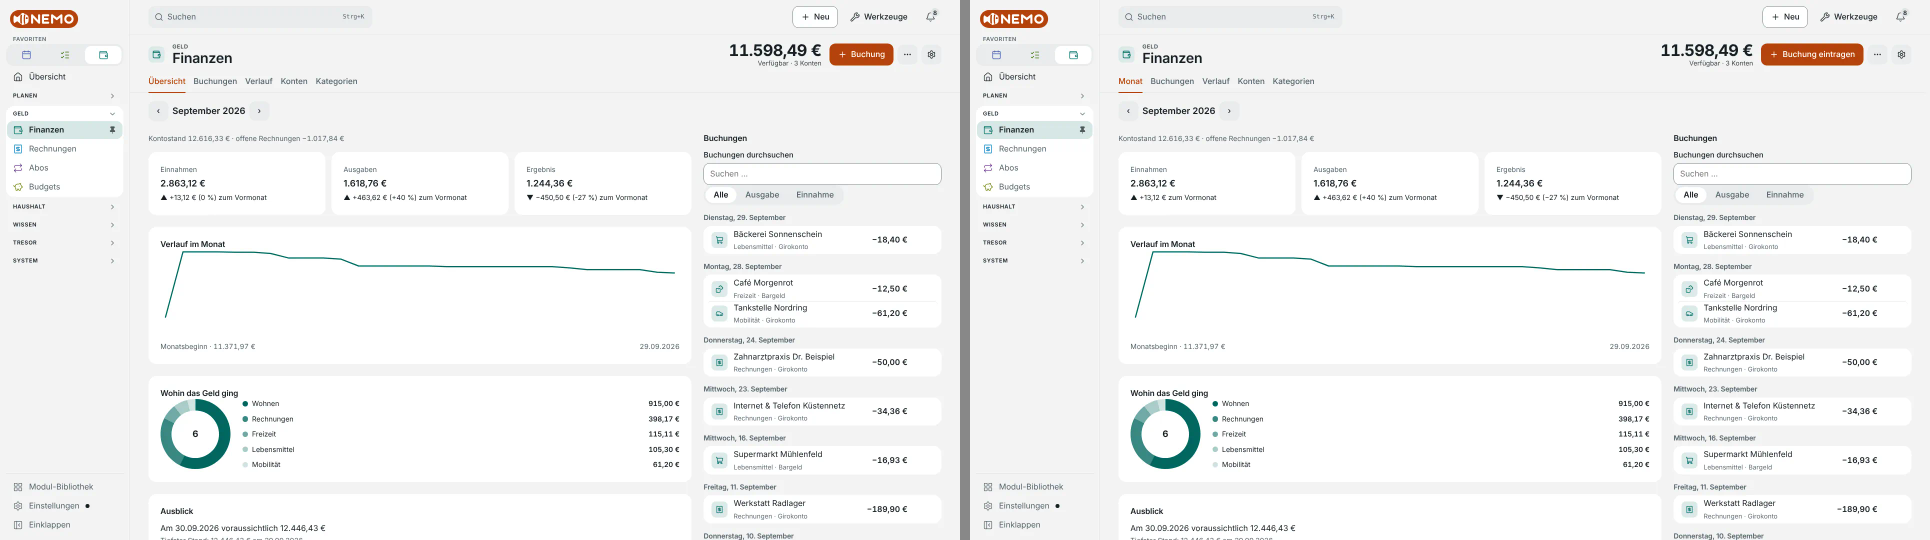 NEMO
Suchen
Strg+K
+ Neu
Werkzeuge
8
FAVORITEN
Übersicht
PLANEN
GELD
Finanzen
Rechnungen
Abos
Budgets
HAUSHALT
WISSEN
TRESOR
SYSTEM
Modul-Bibliothek
Einstellungen
Einklappen
GELD
Finanzen
11.598,49 €
Verfügbar · 3 Konten
+ Buchung
Übersicht Buchungen Verlauf Konten Kategorien
September 2026
Kontostand 12.616,33 € · offene Rechnungen −1.017,84 €
Einnahmen
2.863,12 €
▲ +13,12 € (0 %) zum Vormonat
Ausgaben
1.618,76 €
▲ +463,62 € (+40 %) zum Vormonat
Ergebnis
1.244,36 €
▼ −450,50 € (-27 %) zum Vormonat
Verlauf im Monat
Monatsbeginn · 11.371,97 €
29.09.2026
Wohin das Geld ging
6
Wohnen 915,00 €
Rechnungen 398,17 €
Freizeit 115,11 €
Lebensmittel 105,30 €
Mobilität 61,20 €
Ausblick
Am 30.09.2026 voraussichtlich 12.446,43 €
Buchungen
Buchungen durchsuchen
Suchen ...
Alle Ausgabe Einnahme
Dienstag, 29. September
Bäckerei Sonnenschein −18,40 €
Lebensmittel · Girokonto
Montag, 28. September
Café Morgenrot −12,50 €
Freizeit · Bargeld
Tankstelle Nordring −61,20 €
Mobilität · Girokonto
Donnerstag, 24. September
Zahnarztpraxis Dr. Beispiel −50,00 €
Rechnungen · Girokonto
Mittwoch, 23. September
Internet & Telefon Küstennetz −34,36 €
Rechnungen · Girokonto
Mittwoch, 16. September
Supermarkt Mühlenfeld −16,93 €
Lebensmittel · Bargeld
Freitag, 11. September
Werkstatt Radlager −189,90 €
Rechnungen · Girokonto
Donnerstag, 10. September
NEMO
Suchen
Strg+K
+ Neu
Werkzeuge
8
FAVORITEN
Übersicht
PLANEN
GELD
Finanzen
Rechnungen
Abos
Budgets
HAUSHALT
WISSEN
TRESOR
SYSTEM
Modul-Bibliothek
Einstellungen
Einklappen
GELD
Finanzen
11.598,49 €
Verfügbar · 3 Konten
+ Buchung eintragen
Monat Buchungen Verlauf Konten Kategorien
September 2026
Kontostand 12.616,33 € · offene Rechnungen −1.017,84 €
Einnahmen
2.863,12 €
▲ +13,12 € zum Vormonat
Ausgaben
1.618,76 €
▲ +463,62 € (+40 %) zum Vormonat
Ergebnis
1.244,36 €
▼ −450,50 € (−27 %) zum Vormonat
Verlauf im Monat
Monatsbeginn · 11.371,97 €
29.09.2026
Wohin das Geld ging
6
Wohnen 915,00 €
Rechnungen 398,17 €
Freizeit 115,11 €
Lebensmittel 105,30 €
Mobilität 61,20 €
Ausblick
Am 30.09.2026 voraussichtlich 12.446,43 €
Buchungen
Buchungen durchsuchen
Suchen ...
Alle Ausgabe Einnahme
Dienstag, 29. September
Bäckerei Sonnenschein −18,40 €
Lebensmittel · Girokonto
Montag, 28. September
Café Morgenrot −12,50 €
Freizeit · Bargeld
Tankstelle Nordring −61,20 €
Mobilität · Girokonto
Donnerstag, 24. September
Zahnarztpraxis Dr. Beispiel −50,00 €
Rechnungen · Girokonto
Mittwoch, 23. September
Internet & Telefon Küstennetz −34,36 €
Rechnungen · Girokonto
Mittwoch, 16. September
Supermarkt Mühlenfeld −16,93 €
Lebensmittel · Bargeld
Freitag, 11. September
Werkstatt Radlager −189,90 €
Rechnungen · Girokonto
Donnerstag, 10. September